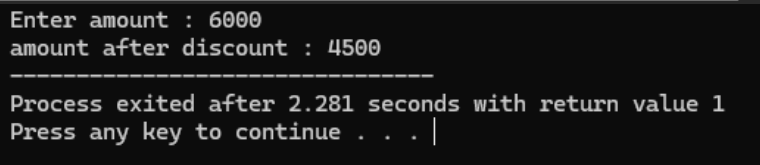 Enter amount : 6000
amount after discount : 4500
--------------------------------
Process exited after 2.281 seconds with return value 1
Press any key to continue . . .